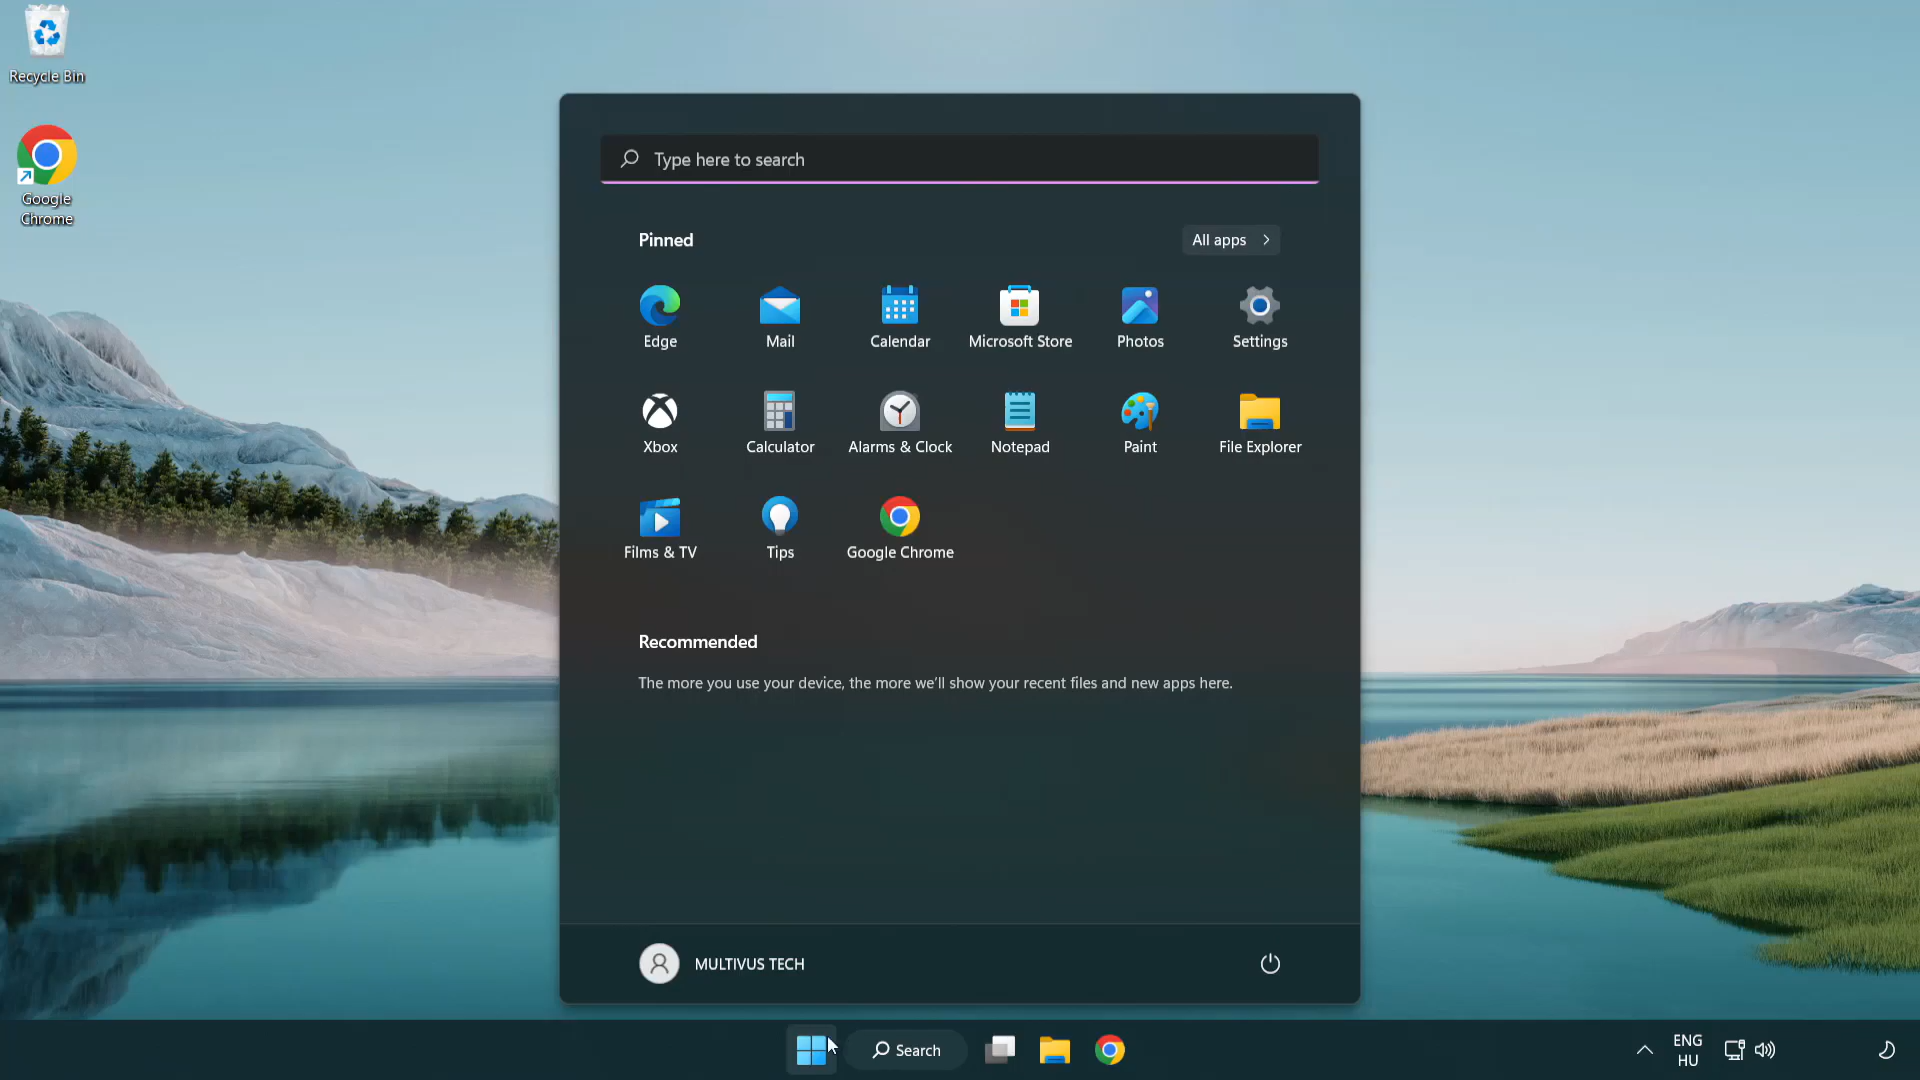 Recycle Bin
Google
Chrome
Type here to search
Pinned
All apps
Edge
Mail
Calendar
Microsoft Store
Photos
Settings
Xbox
Calculator
Alarms & Clock
Notepad
Paint
File Explorer
Films & TV
Tips
Google Chrome
Recommended
The more you use your device, the more we'll show your recent files and new apps here.
MULTIVUS TECH
Search
ENG
HU